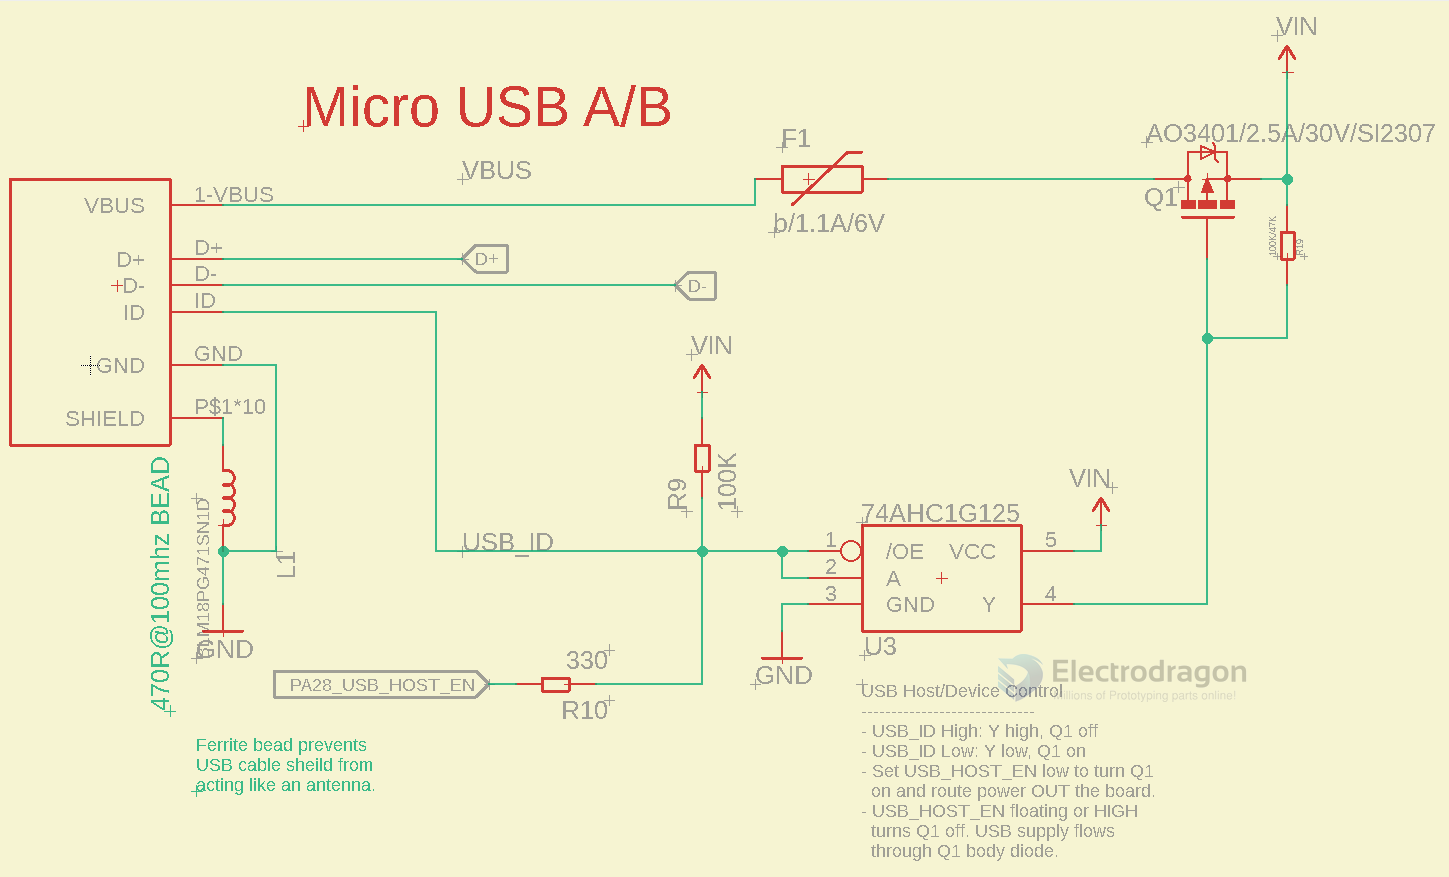 VIN
Micro USB A/B
F1
AO3401/2.5A/30V/SI2307
VBUS
VBUS
1-VBUS
Q1
b/1.1A/6V
100K/47K
R19
D+
D+
D+
D-
D-
D-
ID
ID
GND
GND
VIN
SHIELD
P$1*10
R9
100K
VIN
470R@100mhz BEAD
BLM18PG471SN1D
L1
USB_ID
74AHC1G125
1
/OE
VCC
5
2
A
3
GND
Y
4
GND
U3
GND
330
PA28_USB_HOST_EN
R10
Electrodragon
Millions of Prototyping parts online!
USB Host/Device Control
--------------------------
- USB_ID High: Y high, Q1 off
- USB_ID Low: Y low, Q1 on
- Set USB_HOST_EN low to turn Q1
on and route power OUT the board.
- USB_HOST_EN floating or HIGH
turns Q1 off. USB supply flows
through Q1 body diode.
Ferrite bead prevents
USB cable sheild from
acting like an antenna.